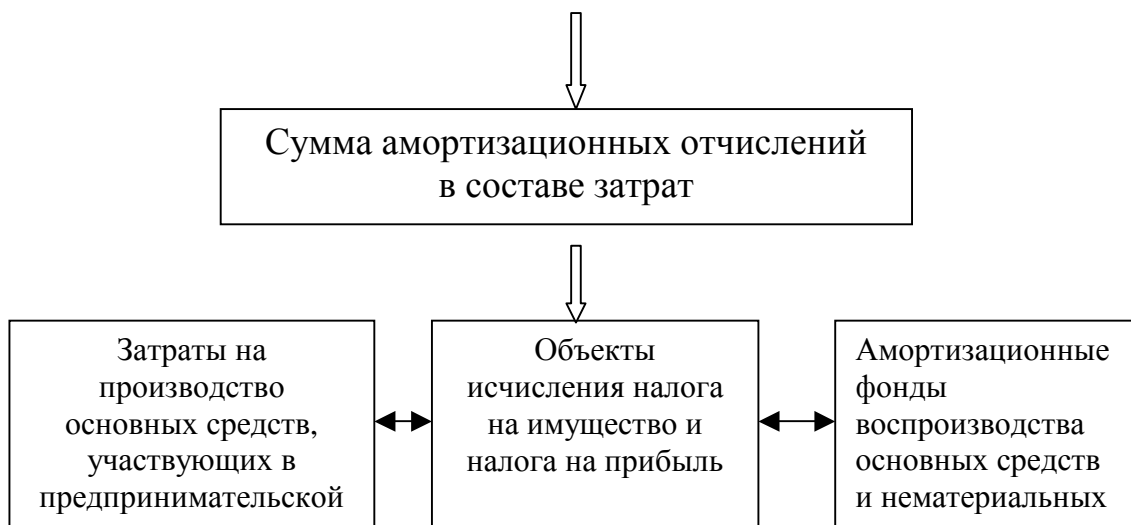 Сумма амортизационных отчислений
в составе затрат
Затраты на
производство
основных средств,
участвующих в
предпринимательской
Объекты
исчисления налога
на имущество и
налога на прибыль
Амортизационные
фонды
воспроизводства
основных средств
и нематериальных